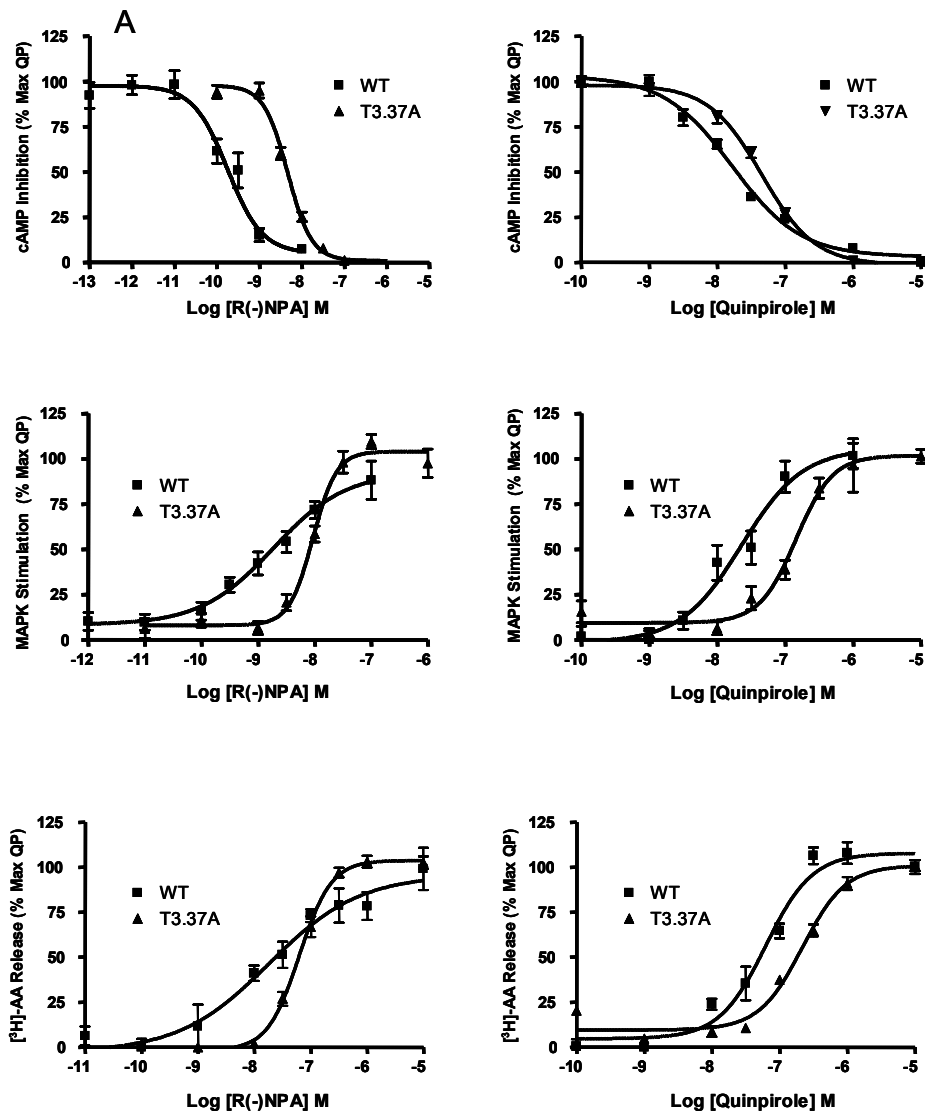 A
cAMP Inhibition (% Max QP)
125
100
75
50
25
0
WT
T3.37A
-13 -12 -11 -10 -9 -8 -7 -6 -5
Log [R(-)NPA] M
cAMP Inhibition (% Max QP)
125
100
75
50
25
0
WT
T3.37A
-10 -9 -8 -7 -6 -5
Log [Quinpirole] M
MAPK Stimulation (% Max QP)
125
100
75
50
25
0
WT
T3.37A
-12 -11 -10 -9 -8 -7 -6
Log [R(-)NPA] M
MAPK Stimulation (% Max QP)
125
100
75
50
25
0
WT
T3.37A
-10 -9 -8 -7 -6 -5
Log [Quinpirole] M
[³H]-AA Release (% Max QP)
125
100
75
50
25
0
WT
T3.37A
-11 -10 -9 -8 -7 -6 -5
Log [R(-)NPA] M
[³H]-AA Release (% Max QP)
125
100
75
50
25
0
WT
T3.37A
-10 -9 -8 -7 -6 -5
Log [Quinpirole] M